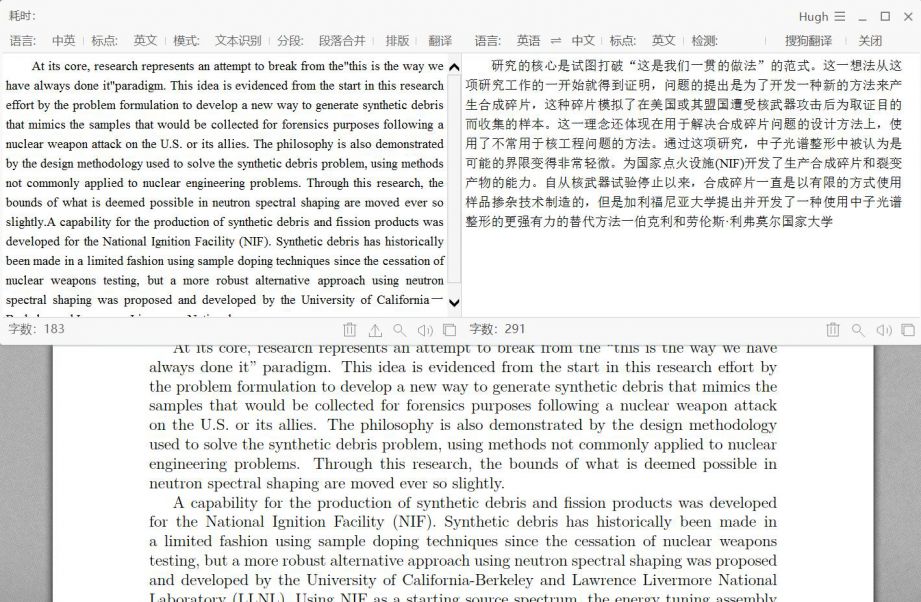 耗时:
Hugh
语言: 中英 标点: 英文 模式: 文本识别 分段: 段落合并 排版 翻译
At its core, research represents an attempt to break from the"this is the way we
have always done it"paradigm. This idea is evidenced from the start in this research
effort by the problem formulation to develop a new way to generate synthetic debris
that mimics the samples that would be collected for forensics purposes following a
nuclear weapon attack on the U.S. or its allies. The philosophy is also demonstrated
by the design methodology used to solve the synthetic debris problem, using methods
not commonly applied to nuclear engineering problems. Through this research, the
bounds of what is deemed possible in neutron spectral shaping are moved ever so
slightly.A capability for the production of synthetic debris and fission products was
developed for the National Ignition Facility (NIF). Synthetic debris has historically
been made in a limited fashion using sample doping techniques since the cessation of
nuclear weapons testing, but a more robust alternative approach using neutron
spectral shaping was proposed and developed by the University of California一
字数: 183
语言: 英语 ⇌ 中文 标点: 英文 检测: 搜狗翻译 关闭
研究的核心是试图打破“这是我们一贯的做法”的范式。这一想法从这
项研究工作的一开始就得到证明，问题的提出是为了开发一种新的方法来产
生合成碎片，这种碎片模拟了在美国或其盟国遭受核武器攻击后为取证目的
而收集的样本。这一理念还体现在用于解决合成碎片问题的设计方法上，使
用了不常用于核工程问题的方法。通过这项研究，中子光谱整形中被认为是
可能的界限变得非常轻微。为国家点火设施(NIF)开发了生产合成碎片和裂变
产物的能力。自从核武器试验停止以来，合成碎片一直是以有限的方式使用
样品掺杂技术制造的，但是加利福尼亚大学提出并开发了一种使用中子光谱
整形的更强有力的替代方法一伯克利和劳伦斯·利弗莫尔国家大学
字数: 291
At its core, research represents an attempt to break from the “this is the way we have
always done it” paradigm. This idea is evidenced from the start in this research effort by
the problem formulation to develop a new way to generate synthetic debris that mimics the
samples that would be collected for forensics purposes following a nuclear weapon attack
on the U.S. or its allies. The philosophy is also demonstrated by the design methodology
used to solve the synthetic debris problem, using methods not commonly applied to nuclear
engineering problems. Through this research, the bounds of what is deemed possible in
neutron spectral shaping are moved ever so slightly.
A capability for the production of synthetic debris and fission products was developed
for the National Ignition Facility (NIF). Synthetic debris has historically been made in
a limited fashion using sample doping techniques since the cessation of nuclear weapons
testing, but a more robust alternative approach using neutron spectral shaping was proposed
and developed by the University of California-Berkeley and Lawrence Livermore National
Laboratory (LLNL). Using NIF as a starting source spectrum, the energy tuning assembly